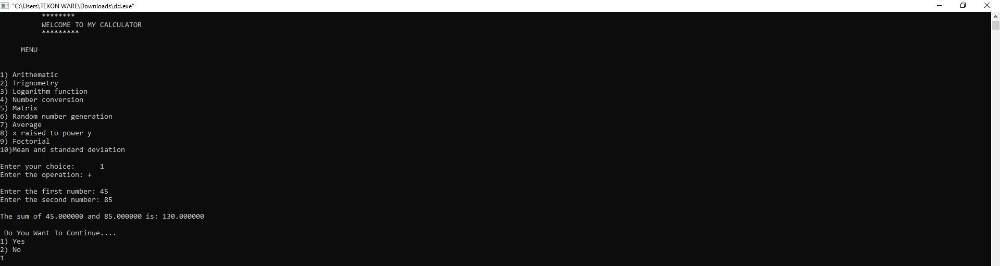 "C:\Users\TEXON WARE\Downloads\dd.exe"
********
WELCOME TO MY CALCULATOR
*********
MENU
1) Arithematic
2) Trignometry
3) Logarithm function
4) Number conversion
5) Matrix
6) Random number generation
7) Average
8) x raised to power y
9) Foctorial
10)Mean and standard deviation
Enter your choice:      1
Enter the operation: +
Enter the first number: 45
Enter the second number: 85
The sum of 45.000000 and 85.000000 is: 130.000000
Do You Want To Continue....
1) Yes
2) No
1